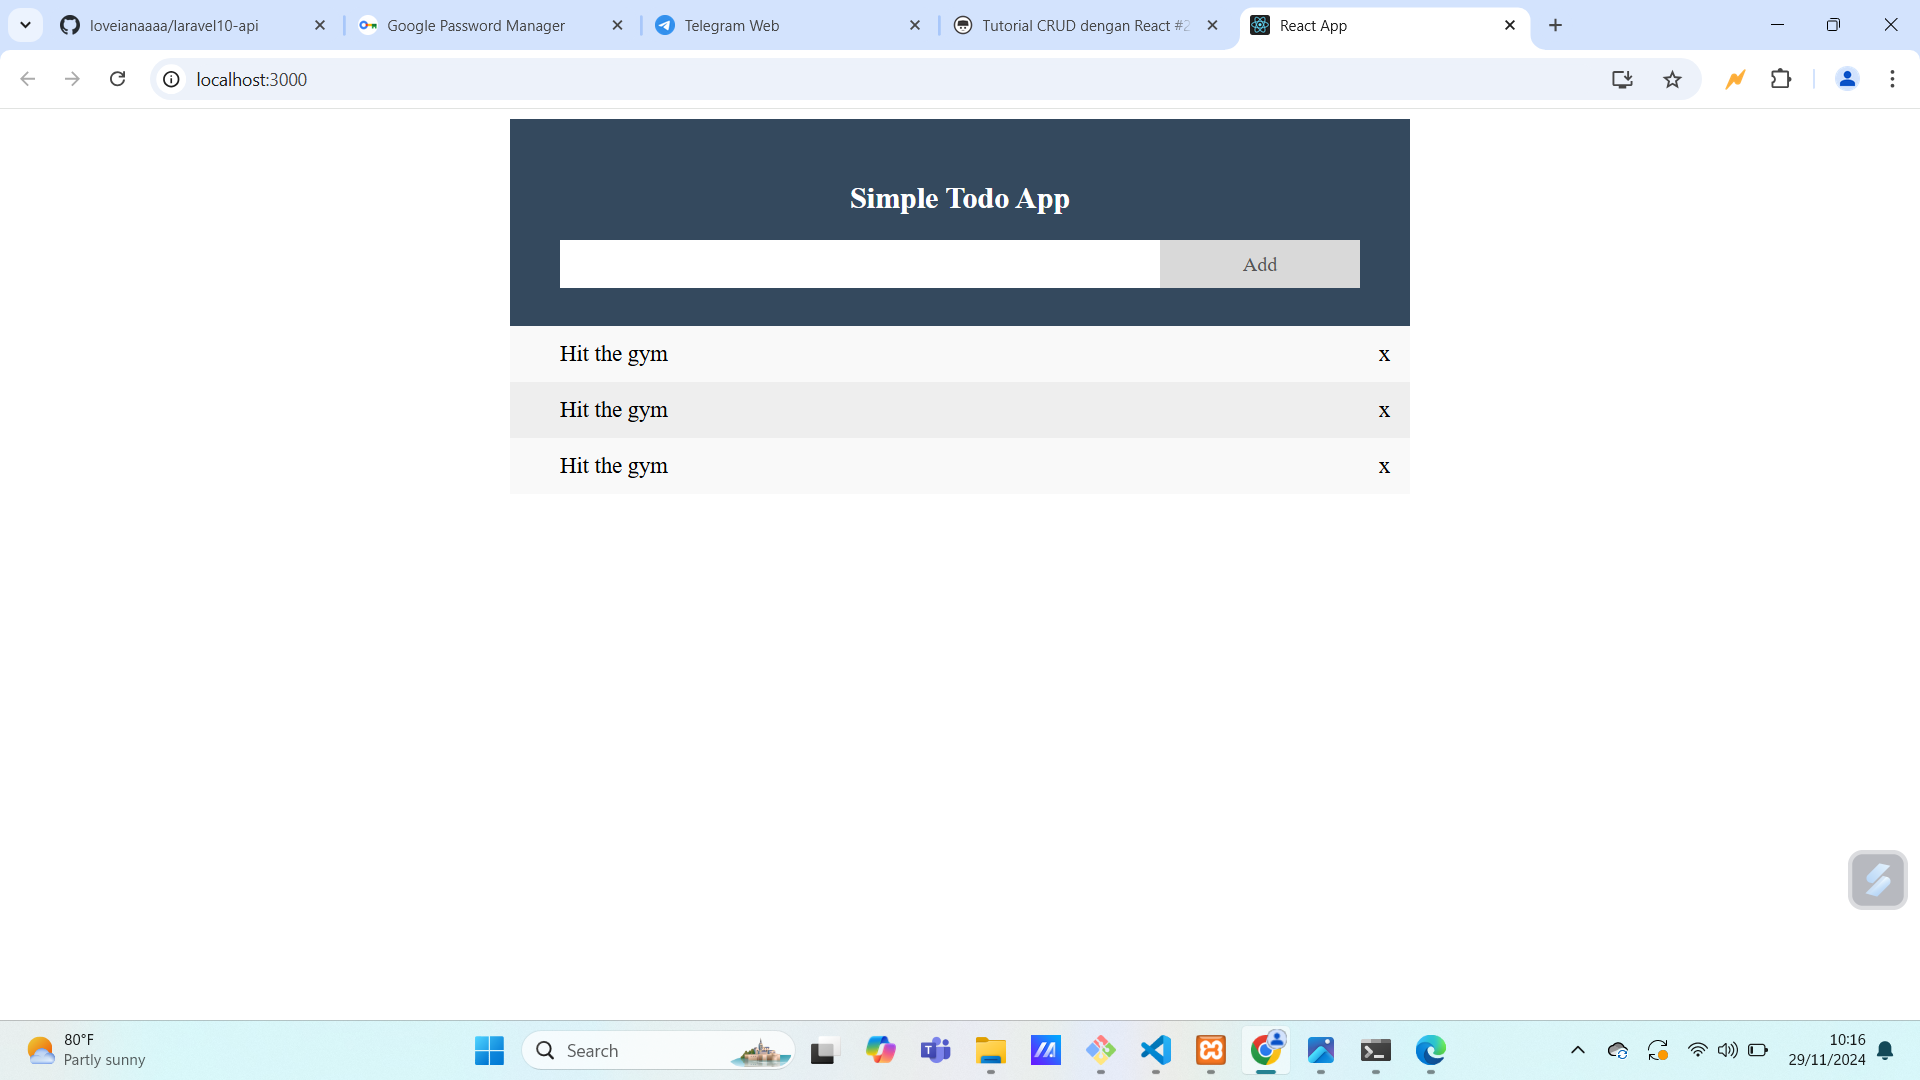 loveianaaaa/laravel10-api
Google Password Manager
Telegram Web
Tutorial CRUD dengan React #2
React App
localhost:3000
Simple Todo App
Add
Hit the gym x
Hit the gym x
Hit the gym x
80°F
Partly sunny
Search
10:16
29/11/2024